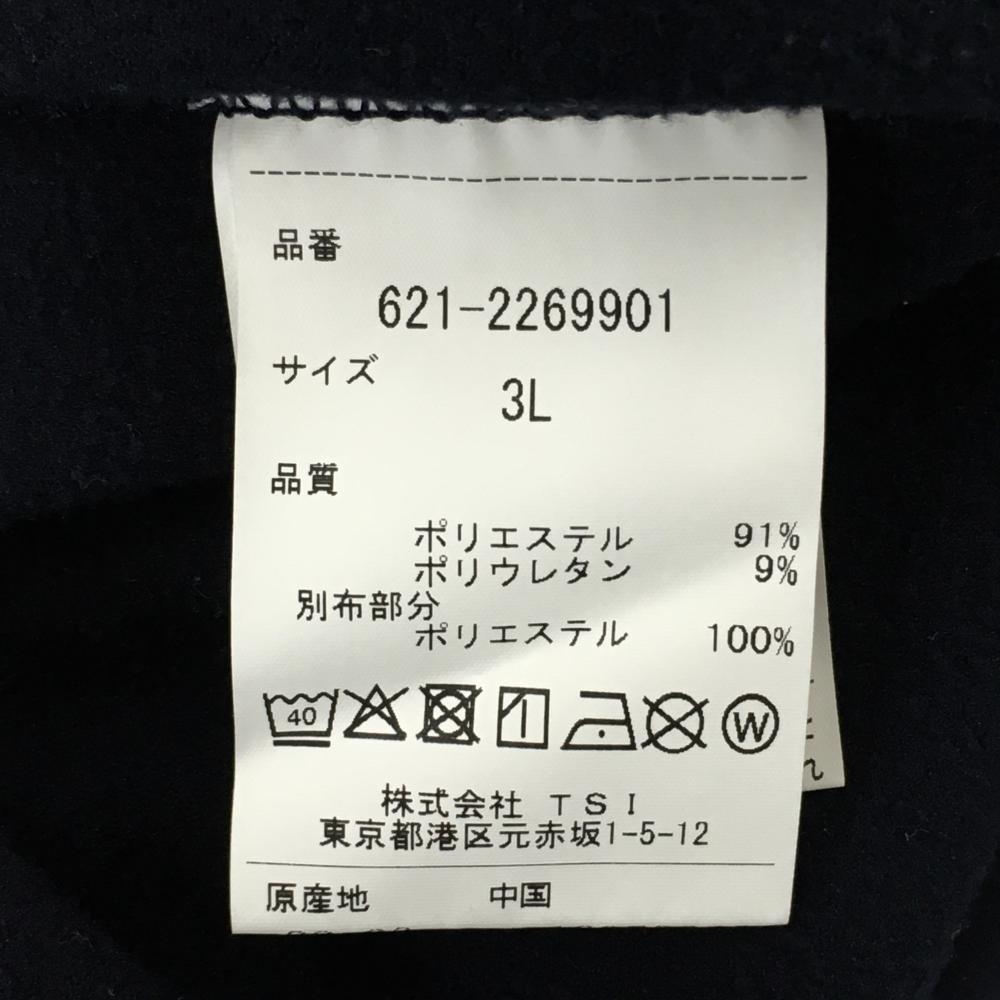 品番
621-2269901
サイズ
3L
品質
ポリエステル 91%
ポリウレタン 9%
別布部分
ポリエステル 100%
40 W
株式会社 TSI
東京都港区元赤坂1-5-12
原産地 中国